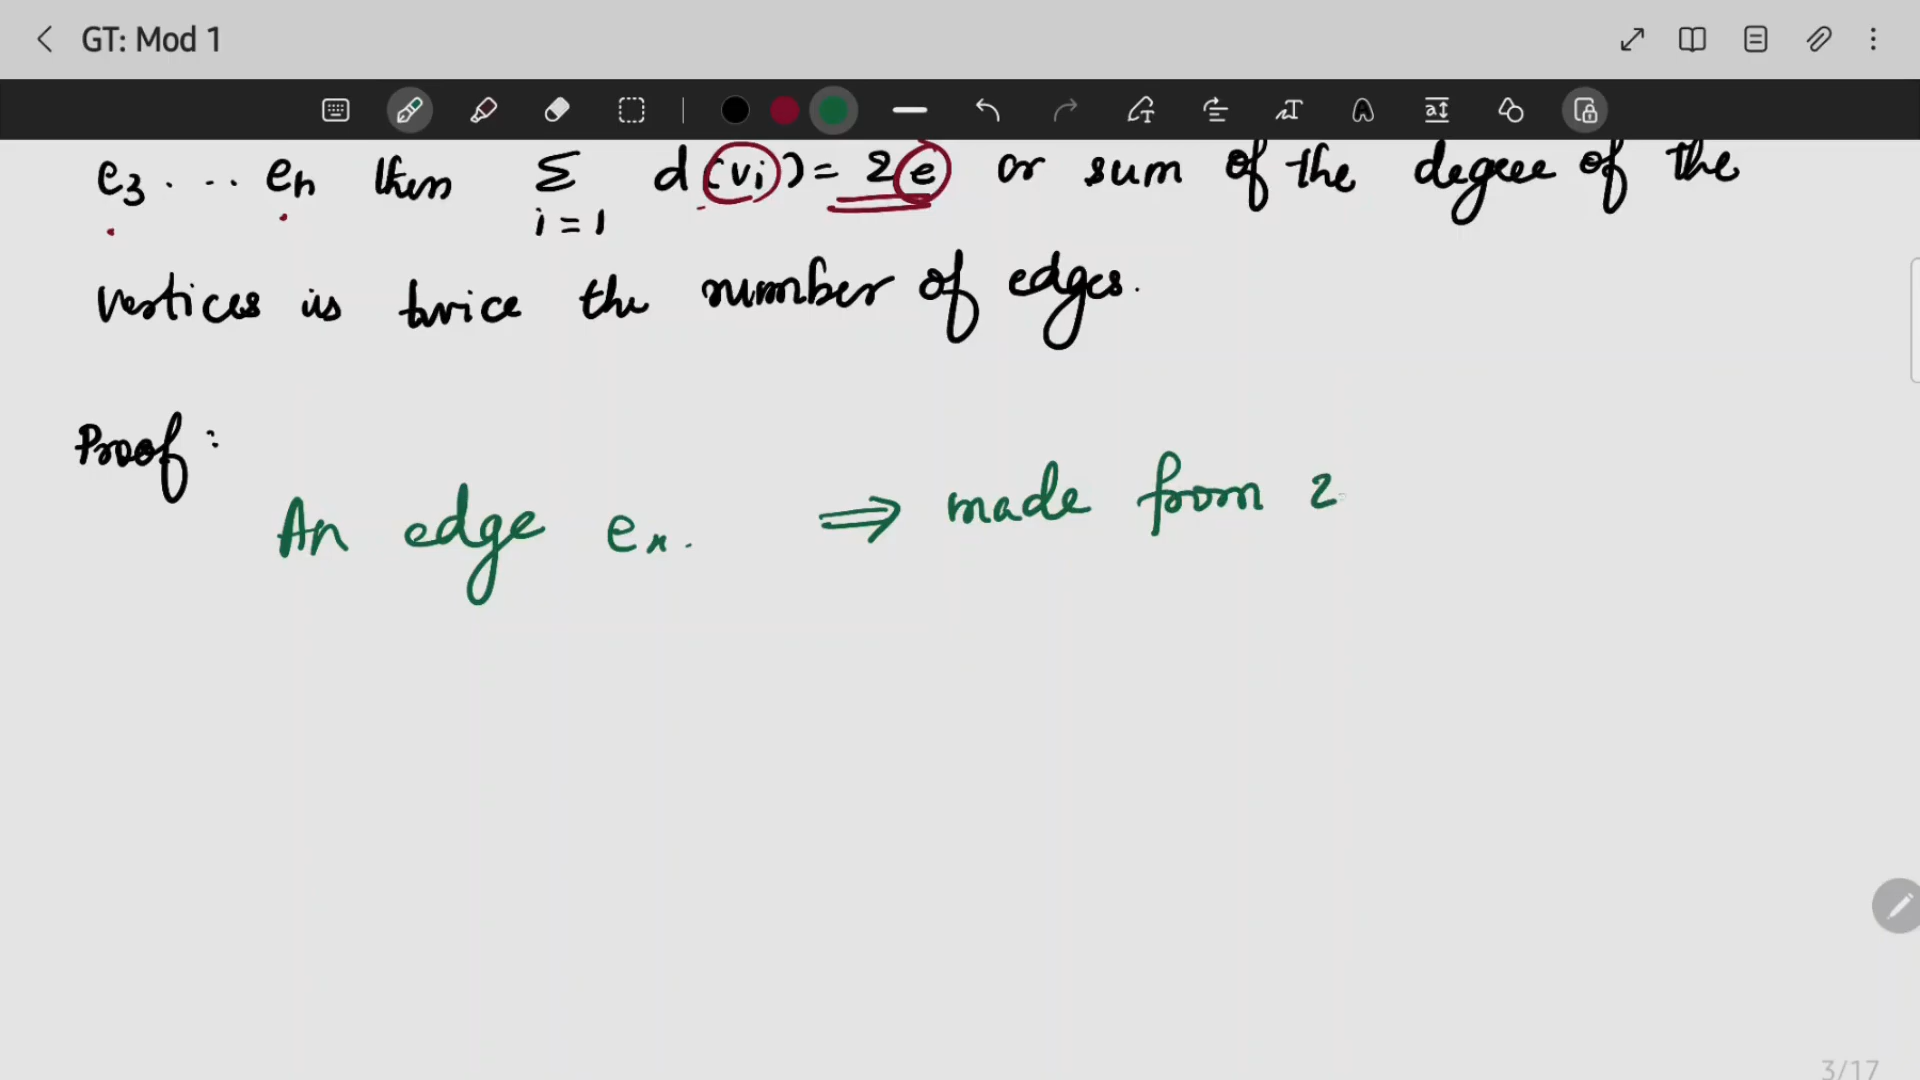 GT: Mod 1
e3 . . . . en then Σ d(vi) = 2e or sum of the degree of the
i = 1
vertices is twice the number of edges.
Proof :
An edge ex. ⇒ made from 2
3/17